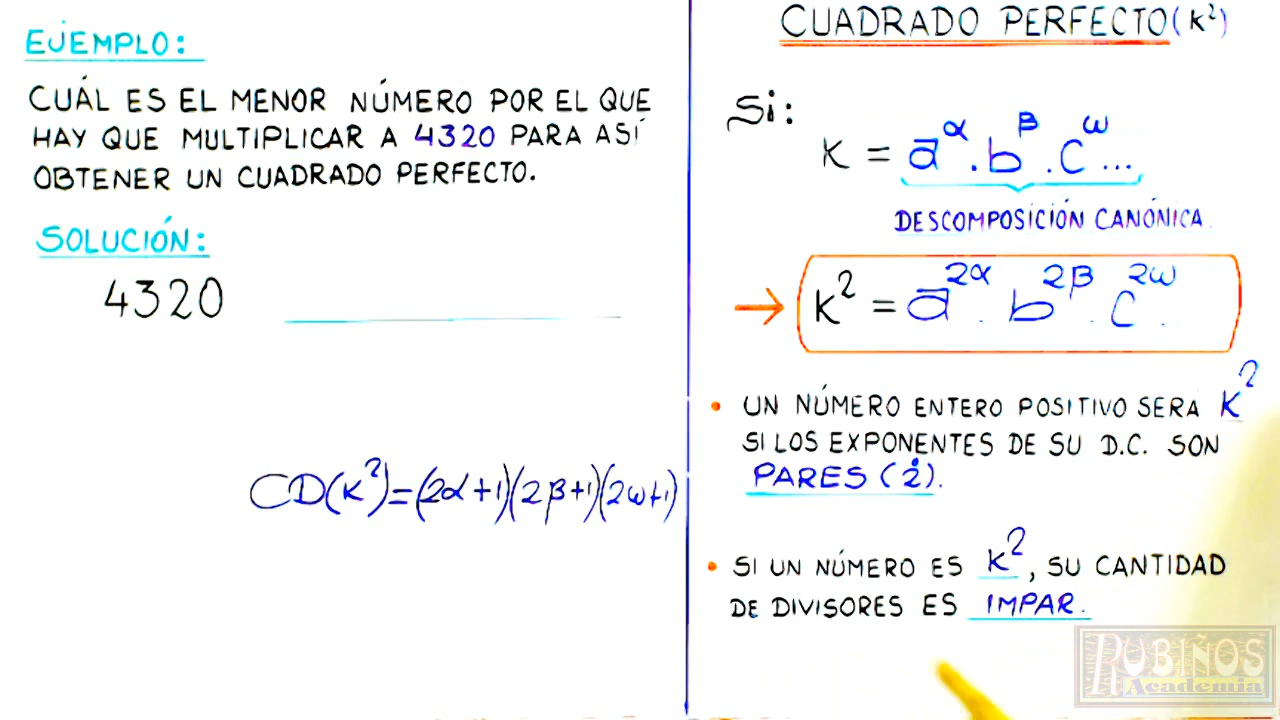 EJEMPLO:
CUÁL ES EL MENOR NÚMERO POR EL QUE
HAY QUE MULTIPLICAR A 4320 PARA ASÍ
OBTENER UN CUADRADO PERFECTO.
SOLUCIÓN:
4320
CD(K²)=(2α+1)(2β+1)(2ω+1)
CUADRADO PERFECTO (K²)
Si:
K = a^α . b^β . c^ω ...
DESCOMPOSICIÓN CANÓNICA.
→ K² = a^2α . b^2β . c^2ω .
• UN NÚMERO ENTERO POSITIVO SERA K²
SI LOS EXPONENTES DE SU D.C. SON
PARES (2̇).
• SI UN NÚMERO ES K², SU CANTIDAD
DE DIVISORES ES IMPAR.
RUBIÑOS
Academia